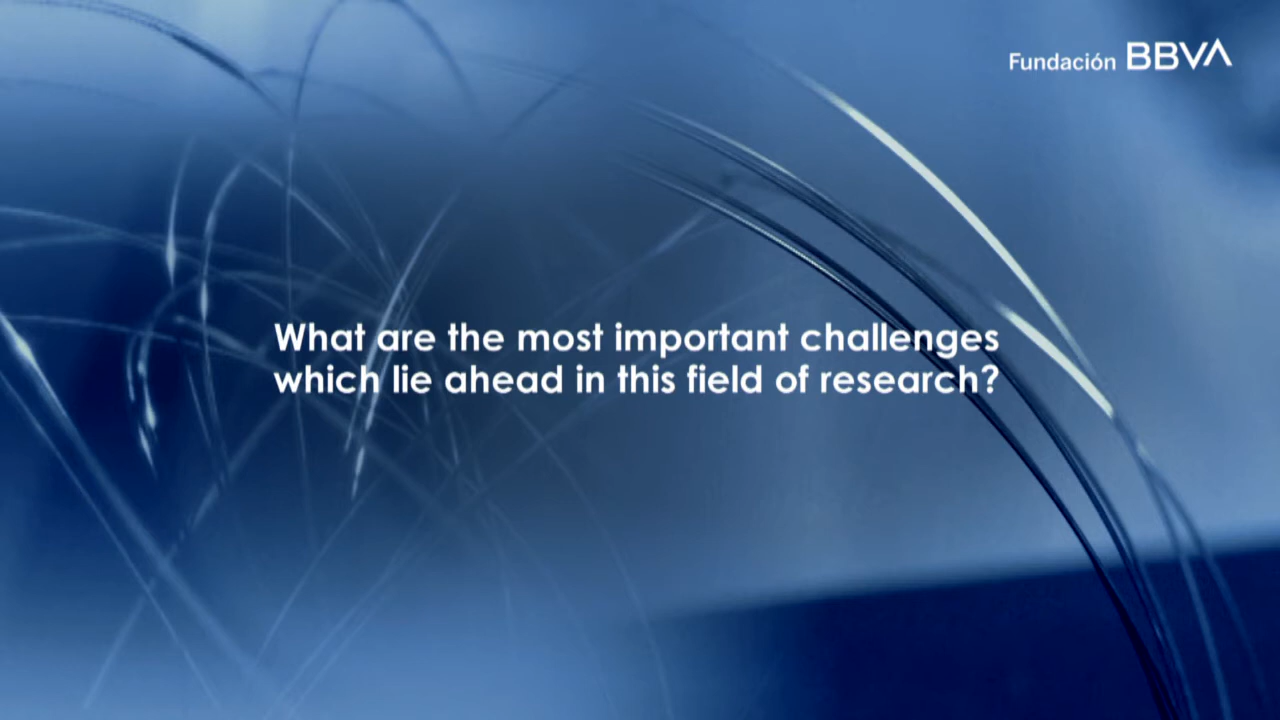 Fundación BBVA
What are the most important challenges
which lie ahead in this field of research?